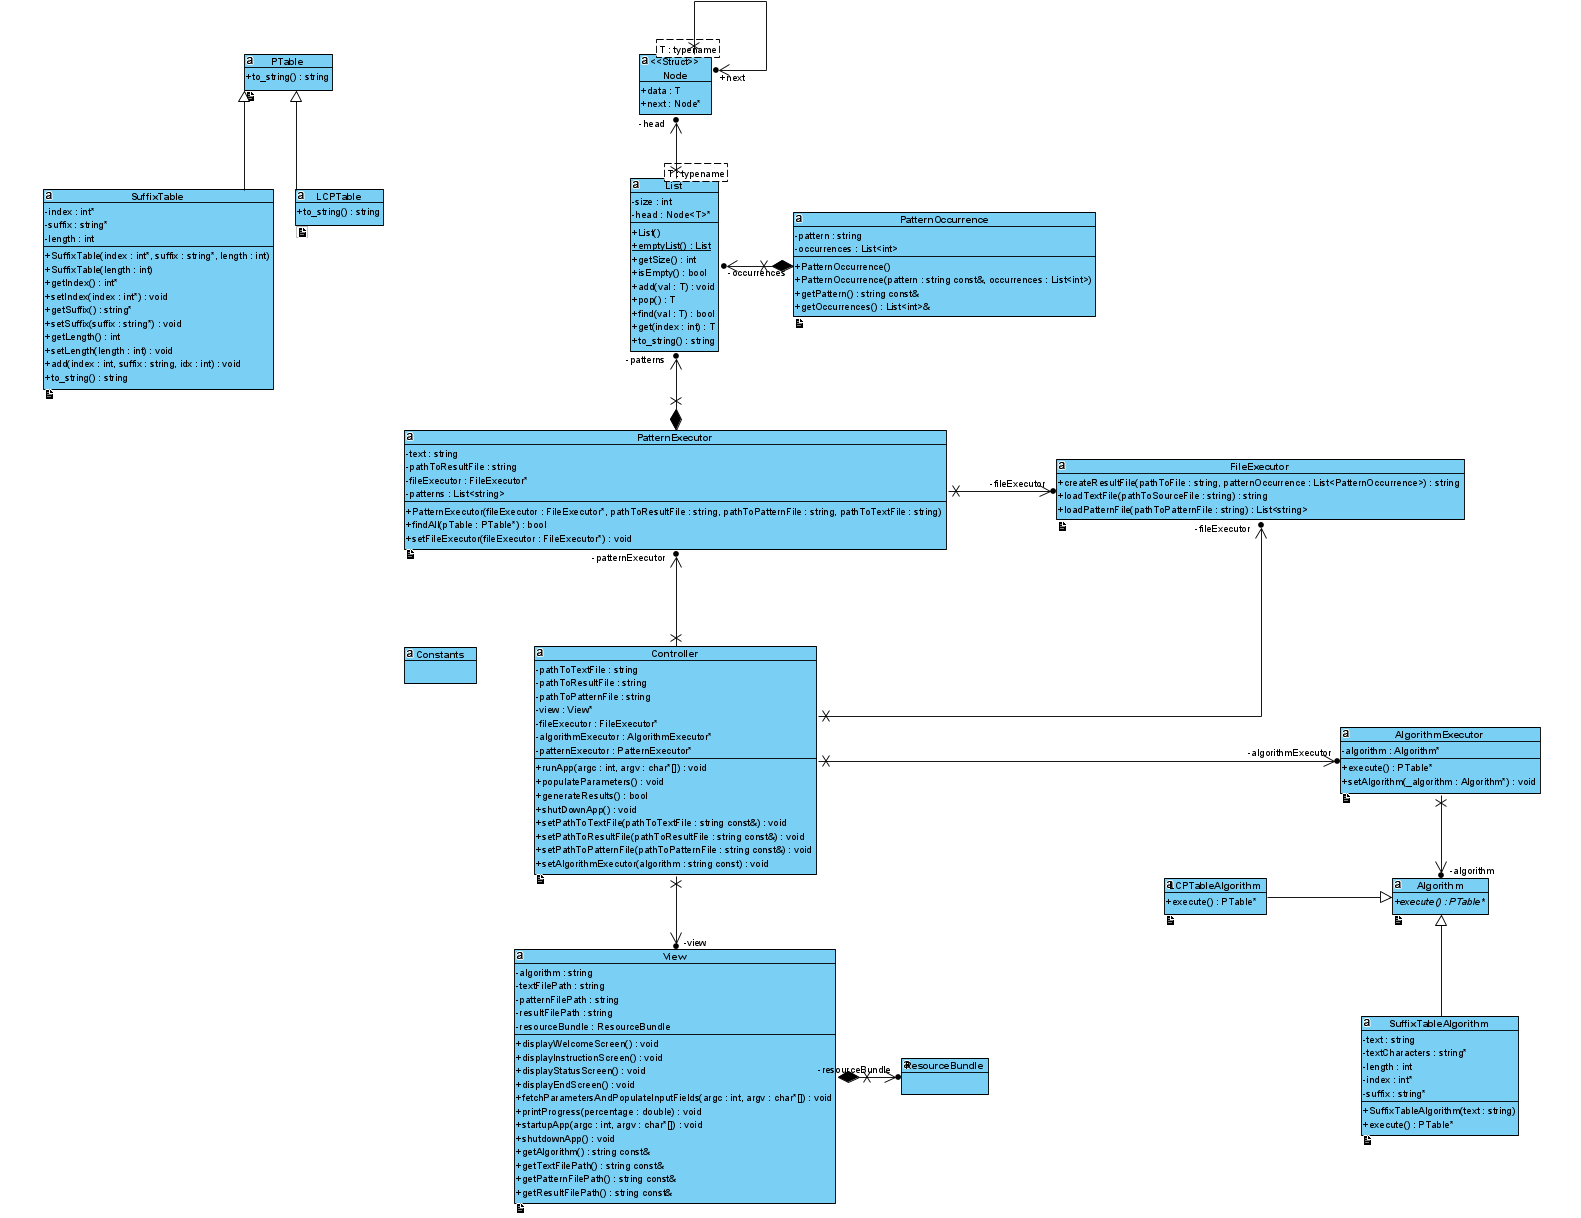 T : typename
a
<<Struct>>
Node
+data : T
+next : Node*
+next
-head
a
PTable
+to_string() : string
T : typename
a
List
-size : int
-head : Node<T>*
+List()
+emptyList() : List
+getSize() : int
+isEmpty() : bool
+add(val : T) : void
+pop() : T
+find(val : T) : bool
+get(index : int) : T
+to_string() : string
-patterns
a
SuffixTable
-index : int*
-suffix : string*
-length : int
+SuffixTable(index : int*, suffix : string*, length : int)
+SuffixTable(length : int)
+getIndex() : int*
+setIndex(index : int*) : void
+getSuffix() : string*
+setSuffix(suffix : string*) : void
+getLength() : int
+setLength(length : int) : void
+add(index : int, suffix : string, idx : int) : void
+to_string() : string
a
LCPTable
+to_string() : string
a
PatternOccurrence
-pattern : string
-occurrences : List<int>
+PatternOccurrence()
+PatternOccurrence(pattern : string const&, occurrences : List<int>)
+getPattern() : string const&
+getOccurrences() : List<int>&
-occurrences
a
PatternExecutor
-text : string
-pathToResultFile : string
-fileExecutor : FileExecutor*
-patterns : List<string>
+PatternExecutor(fileExecutor : FileExecutor*, pathToResultFile : string, pathToPatternFile : string, pathToTextFile : string)
+findAll(pTable : PTable*) : bool
+setFileExecutor(fileExecutor : FileExecutor*) : void
-fileExecutor
a
FileExecutor
+createResultFile(pathToFile : string, patternOccurrence : List<PatternOccurrence>) : string
+loadTextFile(pathToSourceFile : string) : string
+loadPatternFile(pathToPatternFile : string) : List<string>
-fileExecutor
-patternExecutor
a
Constants
a
Controller
-pathToTextFile : string
-pathToResultFile : string
-pathToPatternFile : string
-view : View*
-fileExecutor : FileExecutor*
-algorithmExecutor : AlgorithmExecutor*
-patternExecutor : PatternExecutor*
+runApp(argc : int, argv : char*[]) : void
+populateParameters() : void
+generateResults() : bool
+shutDownApp() : void
+setPathToTextFile(pathToTextFile : string const&) : void
+setPathToResultFile(pathToResultFile : string const&) : void
+setPathToPatternFile(pathToPatternFile : string const&) : void
+setAlgorithmExecutor(algorithm : string const) : void
-algorithmExecutor
a
AlgorithmExecutor
-algorithm : Algorithm*
+execute() : PTable*
+setAlgorithm(_algorithm : Algorithm*) : void
-algorithm
a
LCPTableAlgorithm
+execute() : PTable*
a
Algorithm
+execute() : PTable*
-view
a
View
-algorithm : string
-textFilePath : string
-patternFilePath : string
-resultFilePath : string
-resourceBundle : ResourceBundle
+displayWelcomeScreen() : void
+displayInstructionScreen() : void
+displayStatusScreen() : void
+displayEndScreen() : void
+fetchParametersAndPopulateInputFields(argc : int, argv : char*[]) : void
+printProgress(percentage : double) : void
+startupApp(argc : int, argv : char*[]) : void
+shutdownApp() : void
+getAlgorithm() : string const&
+getTextFilePath() : string const&
+getPatternFilePath() : string const&
+getResultFilePath() : string const&
-resourceBundle
a
ResourceBundle
a
SuffixTableAlgorithm
-text : string
-textCharacters : string*
-length : int
-index : int*
-suffix : string*
+SuffixTableAlgorithm(text : string)
+execute() : PTable*